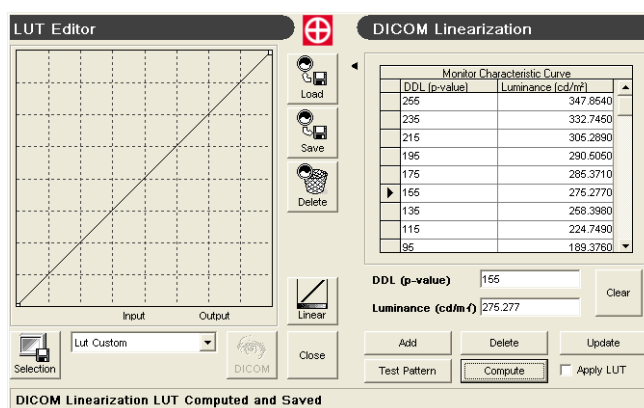 LUT Editor
DICOM Linearization
Load
Save
Delete
Linear
Close
Input Output
Selection
Lut Custom
DICOM
Monitor Characteristic Curve
DDL (p-value) Luminance (cd/m²)
255 347.8540
235 332.7450
215 305.2890
195 290.5050
175 285.3710
155 275.2770
135 258.3980
115 224.7490
95 189.3760
DDL (p-value) 155
Luminance (cd/m²) 275.277
Clear
Add Delete Update
Test Pattern Compute Apply LUT
DICOM Linearization LUT Computed and Saved